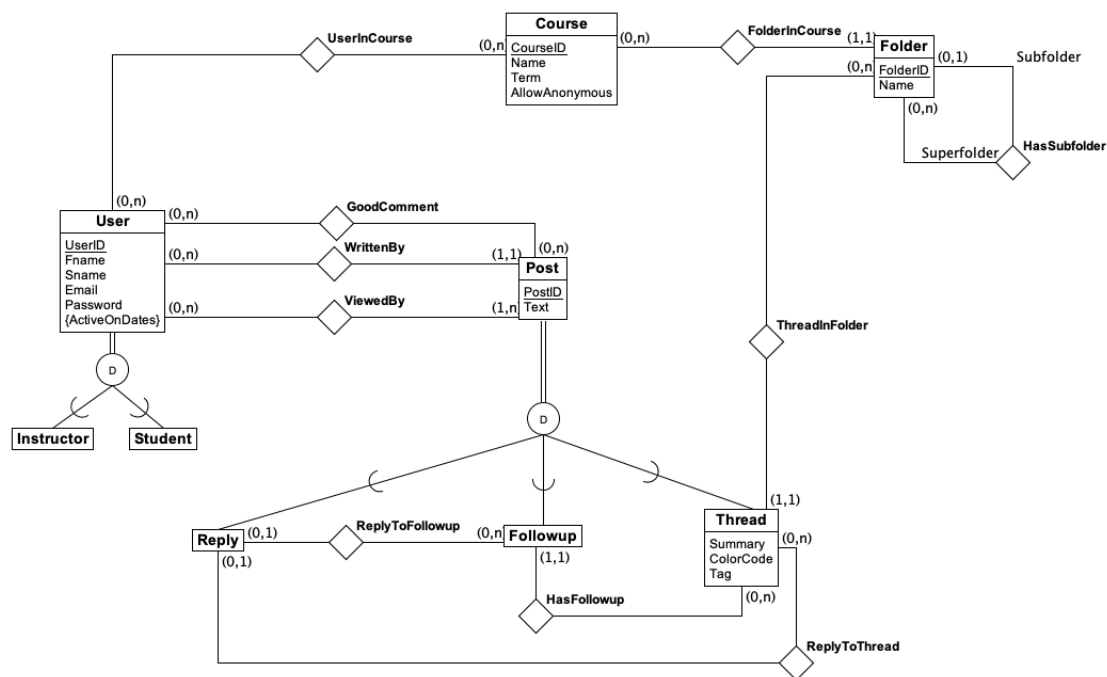 Course
CourseID
Name
Term
AllowAnonymous
UserInCourse
(0,n)
(0,n)
FolderInCourse
(1,1)
Folder
FolderID
Name
(0,n)
(0,1)
Subfolder
(0,n)
Superfolder
HasSubfolder
(0,n)
User
UserID
Fname
Sname
Email
Password
{ActiveOnDates}
(0,n)
GoodComment
(0,n)
(0,n)
WrittenBy
(1,1)
(0,n)
ViewedBy
(1,n)
Post
PostID
Text
ThreadInFolder
D
Instructor
Student
D
(1,1)
Reply
(0,1)
(0,1)
ReplyToFollowup
(0,n)
Followup
(1,1)
HasFollowup
Thread
Summary
ColorCode
Tag
(0,n)
(0,n)
ReplyToThread